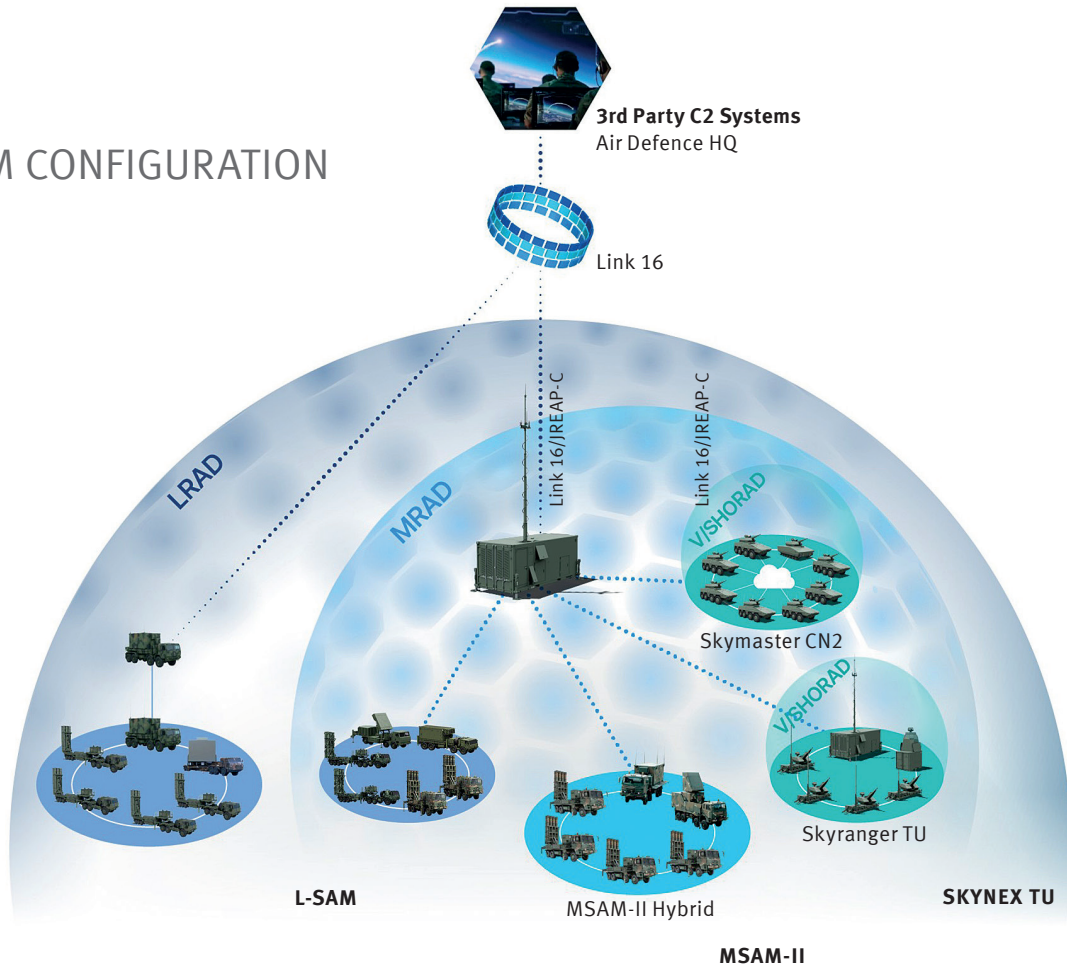 3rd Party C2 Systems
Air Defence HQ
M CONFIGURATION
Link 16
Link 16/JREAP-C
Link 16/JREAP-C
LRAD
MRAD
V/SHORAD
Skymaster CN2
V/SHORAD
Skyranger TU
L-SAM
MSAM-II Hybrid
SKYNEX TU
MSAM-II